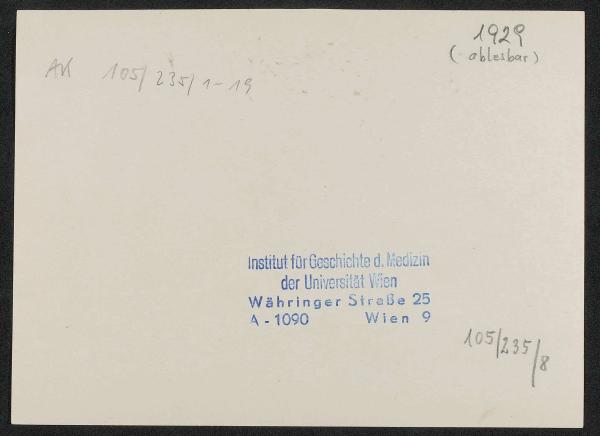 1929
(ablesbar)
AK 105/235/1-19
Institut für Geschichte d. Medizin
der Universität Wien
Währinger Straße 25
A - 1090 Wien 9
105/235/8